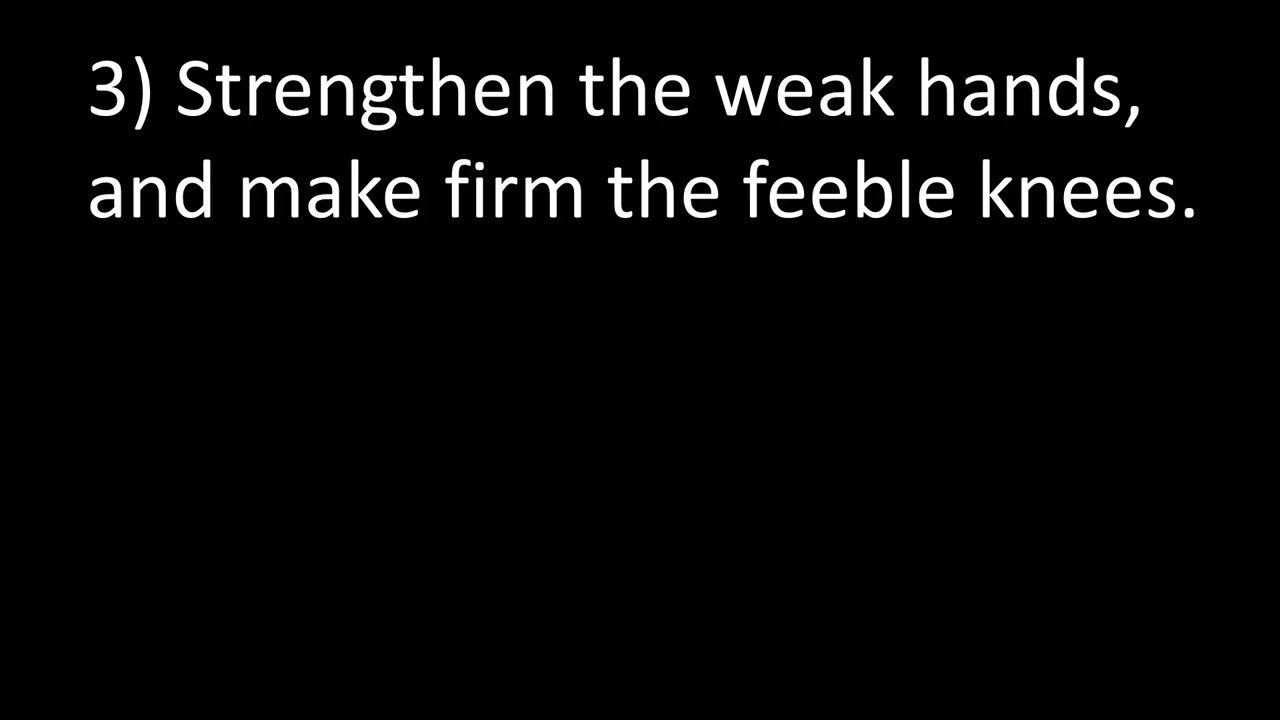 3) Strengthen the weak hands,
and make firm the feeble knees.